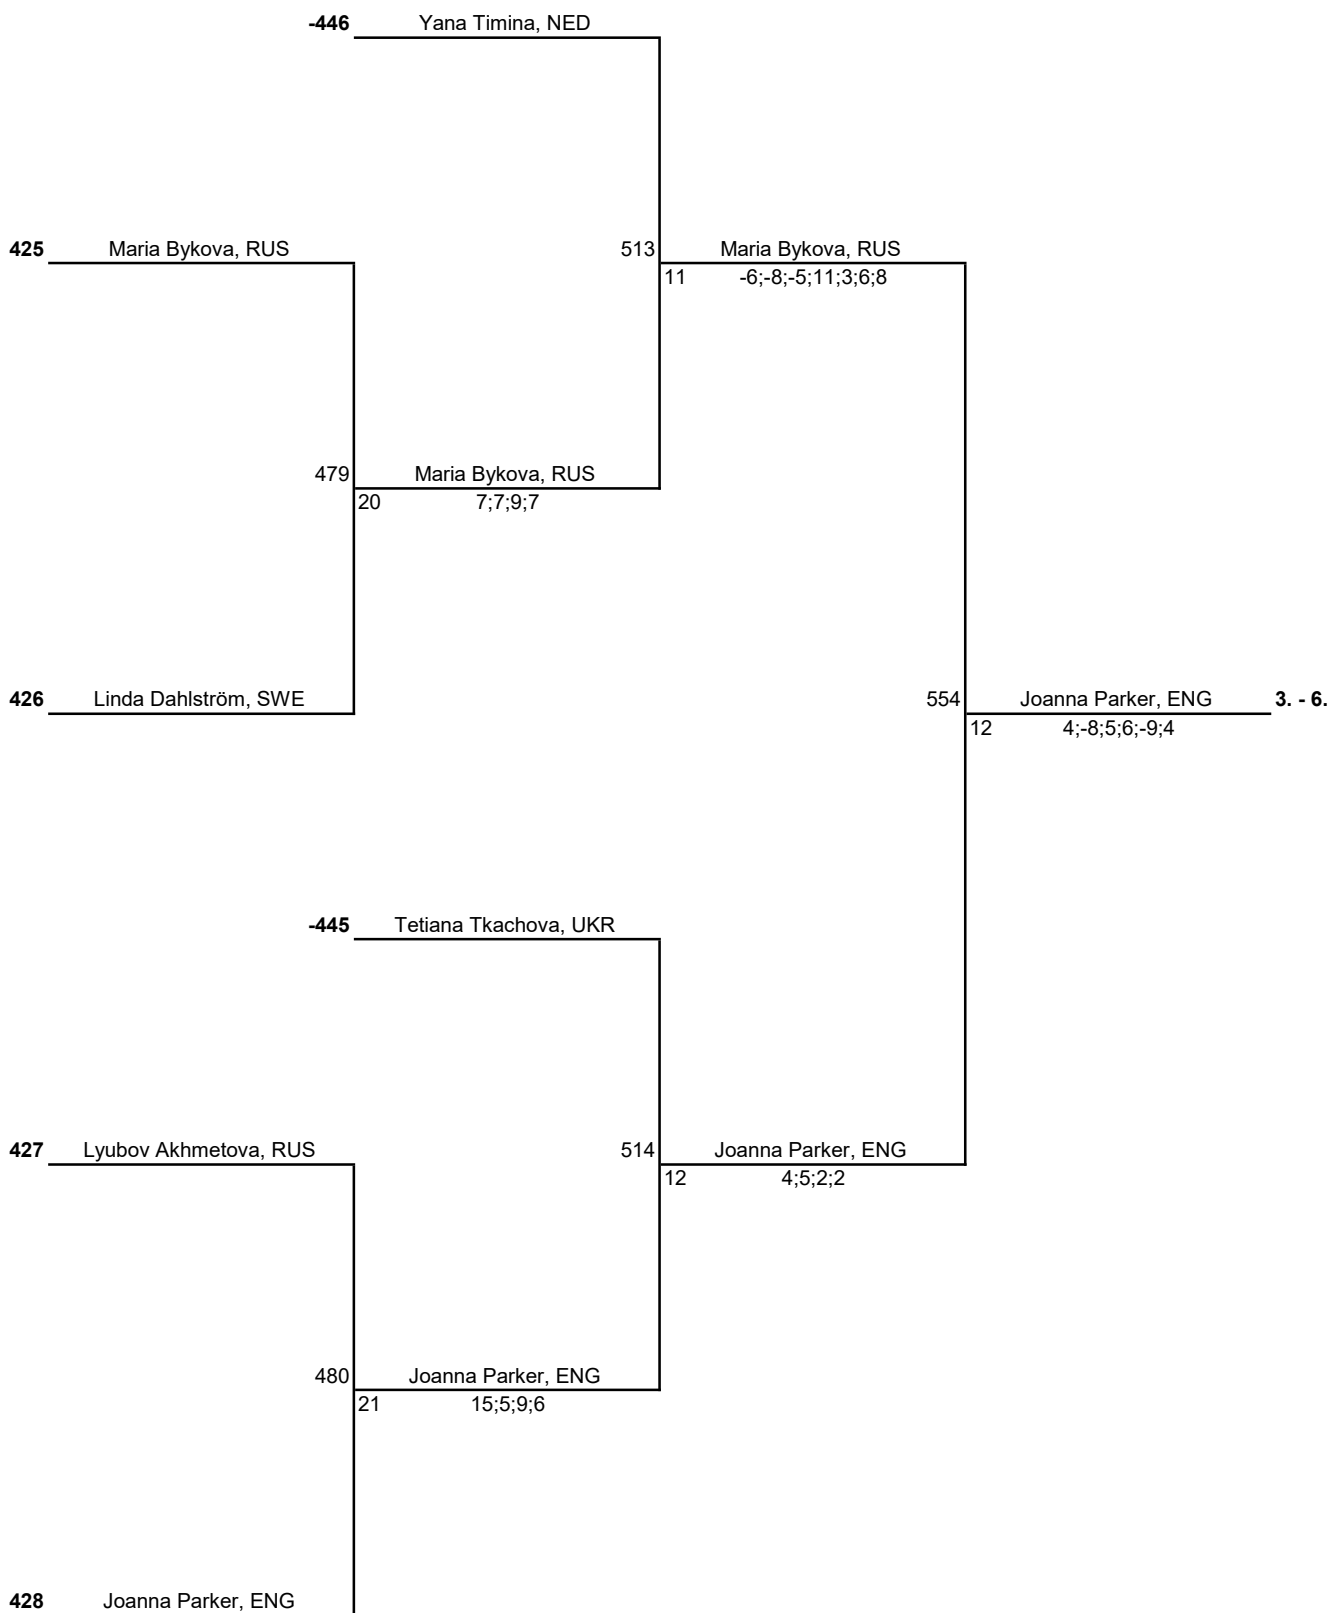 -446 Yana Timina, NED
425 Maria Bykova, RUS 513 Maria Bykova, RUS
11 -6;-8;-5;11;3;6;8
479 Maria Bykova, RUS
20 7;7;9;7
426 Linda Dahlström, SWE 554 Joanna Parker, ENG 3. - 6.
12 4;-8;5;6;-9;4
-445 Tetiana Tkachova, UKR
427 Lyubov Akhmetova, RUS 514 Joanna Parker, ENG
12 4;5;2;2
480 Joanna Parker, ENG
21 15;5;9;6
428 Joanna Parker, ENG